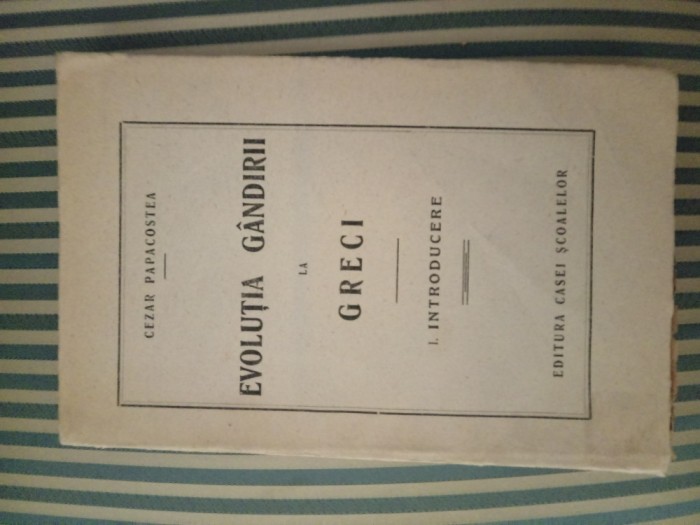 CEZAR PAPACOSTEA
EVOLUȚIA GÂNDIRII
LA
GRECI
I. INTRODUCERE
EDITURA CASEI ȘCOALELOR